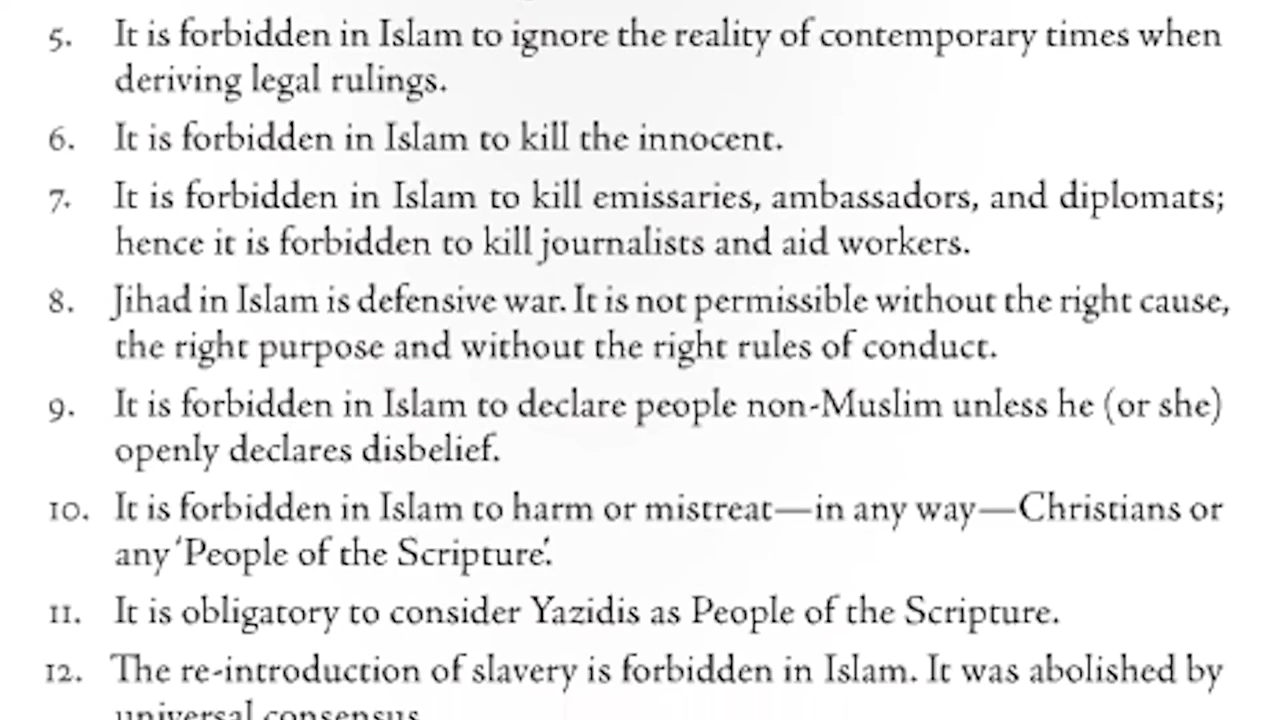 5. It is forbidden in Islam to ignore the reality of contemporary times when
deriving legal rulings.
6. It is forbidden in Islam to kill the innocent.
7. It is forbidden in Islam to kill emissaries, ambassadors, and diplomats;
hence it is forbidden to kill journalists and aid workers.
8. Jihad in Islam is defensive war. It is not permissible without the right cause,
the right purpose and without the right rules of conduct.
9. It is forbidden in Islam to declare people non-Muslim unless he (or she)
openly declares disbelief.
10. It is forbidden in Islam to harm or mistreat—in any way—Christians or
any 'People of the Scripture'.
11. It is obligatory to consider Yazidis as People of the Scripture.
12. The re-introduction of slavery is forbidden in Islam. It was abolished by
universal consensus.